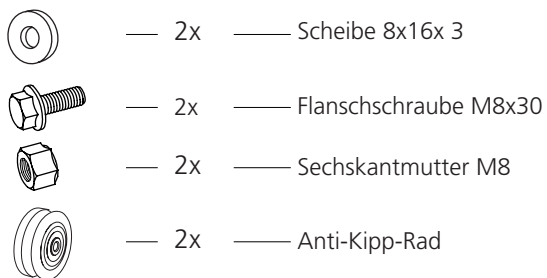 2x Scheibe 8x16x 3
2x Flanschschraube M8x30
2x Sechskantmutter M8
2x Anti-Kipp-Rad